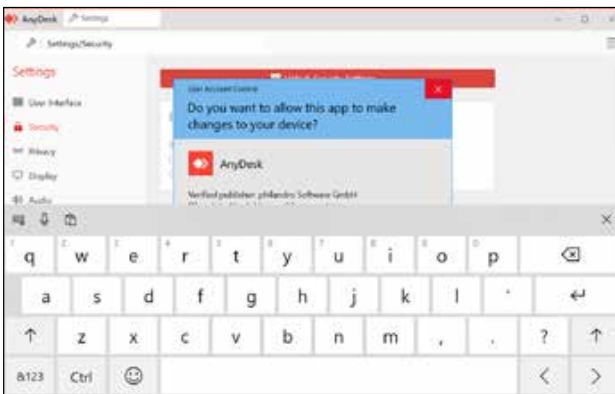 AnyDesk Settings
Settings/Security
Settings
User Interface
Security
Privacy
Display
Audio
User Account Control
Do you want to allow this app to make
changes to your device?
AnyDesk
Verified publisher: philandro Software GmbH
q w e r t y u i o p
a s d f g h j k l '
z x c v b n m , . ?
&123 Ctrl